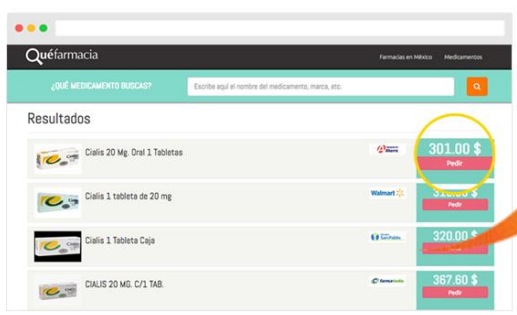 Quéfarmacia
Farmacias en México Medicamentos
¿QUÉ MEDICAMENTO BUSCAS?
Escribe aquí el nombre del medicamento, marca, etc.
Resultados
Cialis 20 Mg. Oral 1 Tabletas
301.00 $
Pedir
Cialis 1 tableta de 20 mg
Walmart
Pedir
Cialis 1 Tableta Caja
San Pablo
320.00 $
Pedir
CIALIS 20 MG. C/1 TAB.
367.60 $
Pedir